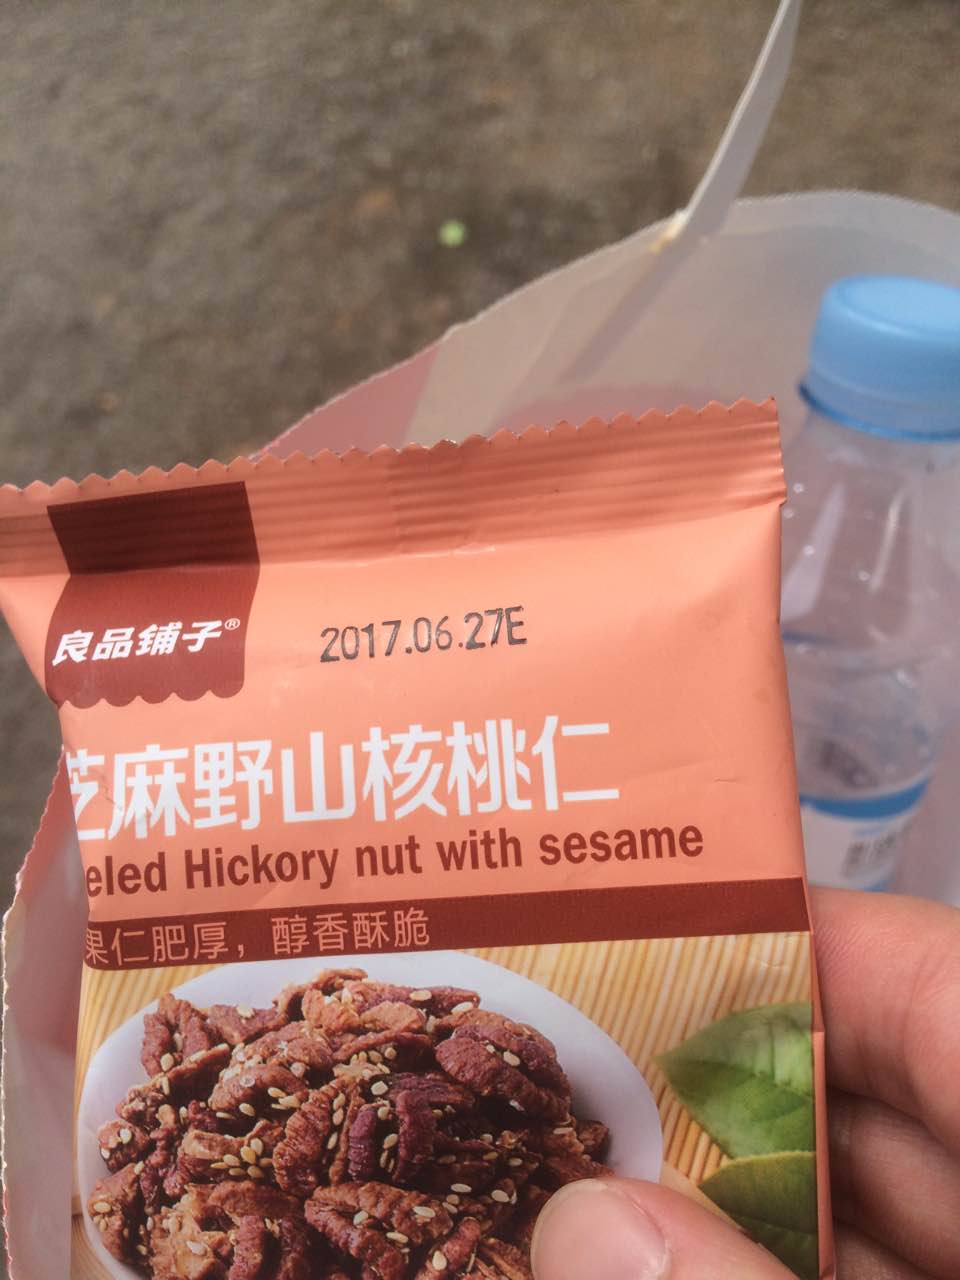 良品铺子®
2017.06.27E
芝麻野山核桃仁
eled Hickory nut with sesame
果仁肥厚，醇香酥脆